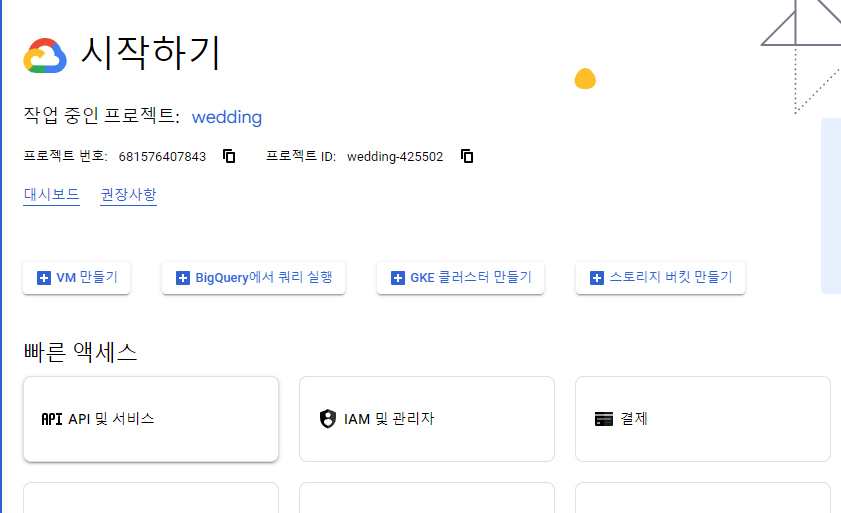 시작하기
작업 중인 프로젝트: wedding
프로젝트 번호: 681576407843 프로젝트 ID: wedding-425502
대시보드 권장사항
VM 만들기 BigQuery에서 쿼리 실행 GKE 클러스터 만들기 스토리지 버킷 만들기
빠른 액세스
API API 및 서비스 IAM 및 관리자 결제